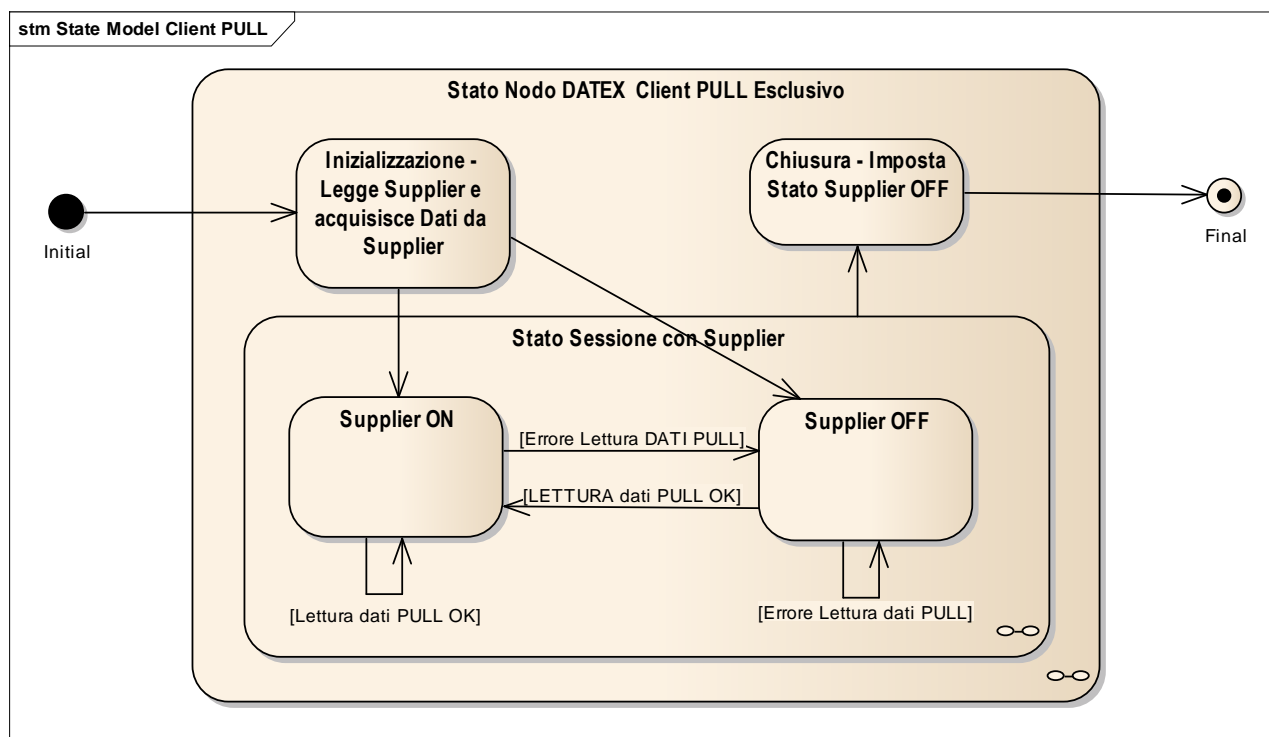 stm State Model Client PULL
Stato Nodo DATEX Client PULL Esclusivo
Inizializzazione -
Legge Supplier e
acquisisce Dati da
Supplier
Chiusura - Imposta
Stato Supplier OFF
Initial
Final
Stato Sessione con Supplier
Supplier ON
Supplier OFF
[Errore Lettura DATI PULL]
[LETTURA dati PULL OK]
[Lettura dati PULL OK]
[Errore Lettura dati PULL]